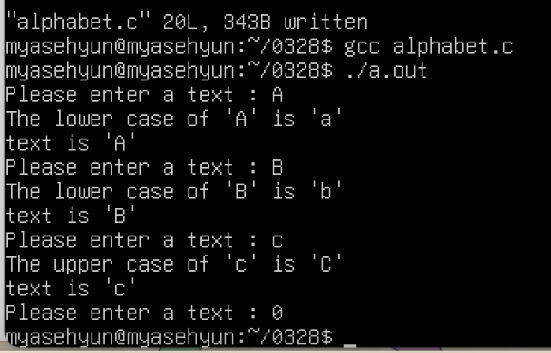 "alphabet.c" 20L, 343B written
myasehyun@myasehyun:~/0328$ gcc alphabet.c
myasehyun@myasehyun:~/0328$ ./a.out
Please enter a text : A
The lower case of 'A' is 'a'
text is 'A'
Please enter a text : B
The lower case of 'B' is 'b'
text is 'B'
Please enter a text : c
The upper case of 'c' is 'C'
text is 'c'
Please enter a text : 0
myasehyun@myasehyun:~/0328$ _